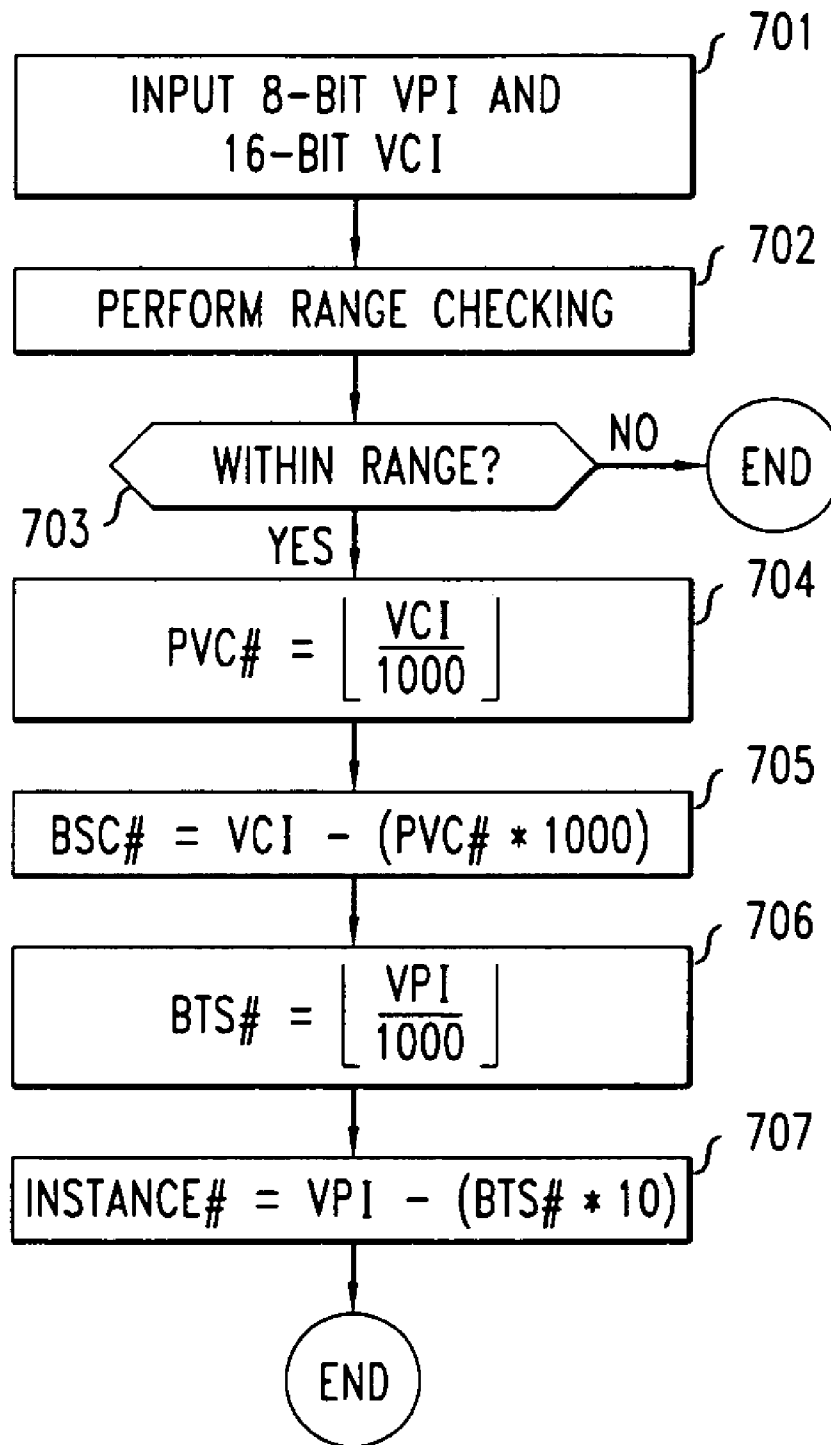 701
INPUT 8-BIT VPI AND
16-BIT VCI
702
PERFORM RANGE CHECKING
WITHIN RANGE?
NO
END
703
YES
704
PVC# = ⌊ VCI / 1000 ⌋
705
BSC# = VCI - (PVC# * 1000)
706
BTS# = ⌊ VPI / 1000 ⌋
707
INSTANCE# = VPI - (BTS# * 10)
END